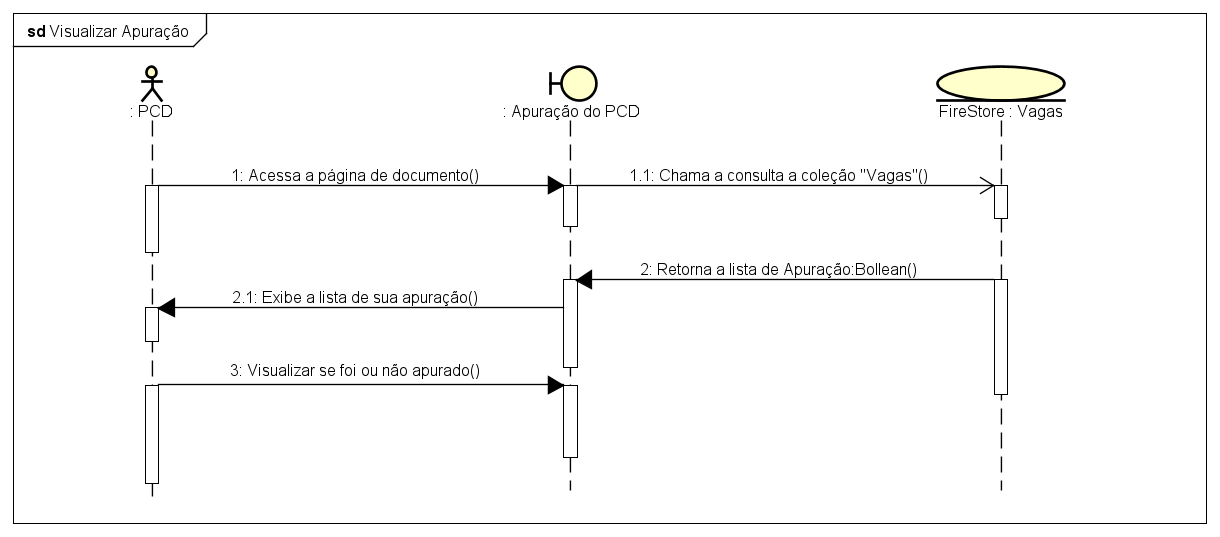 sd Visualizar Apuração
: PCD
: Apuração do PCD
FireStore : Vagas
1: Acessa a página de documento()
1.1: Chama a consulta a coleção "Vagas"()
2: Retorna a lista de Apuração:Bollean()
2.1: Exibe a lista de sua apuração()
3: Visualizar se foi ou não apurado()